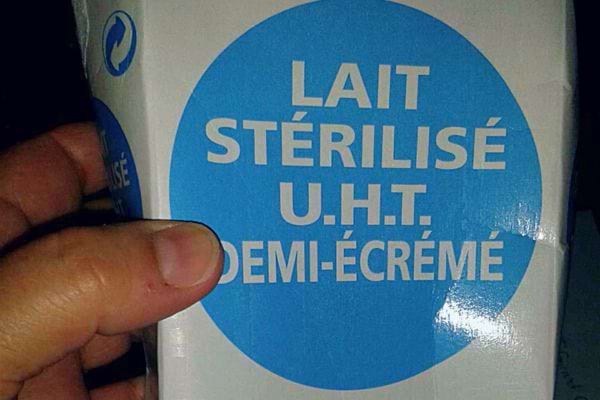 LAIT
STÉRILISÉ
U.H.T.
DEMI-ÉCRÉMÉ